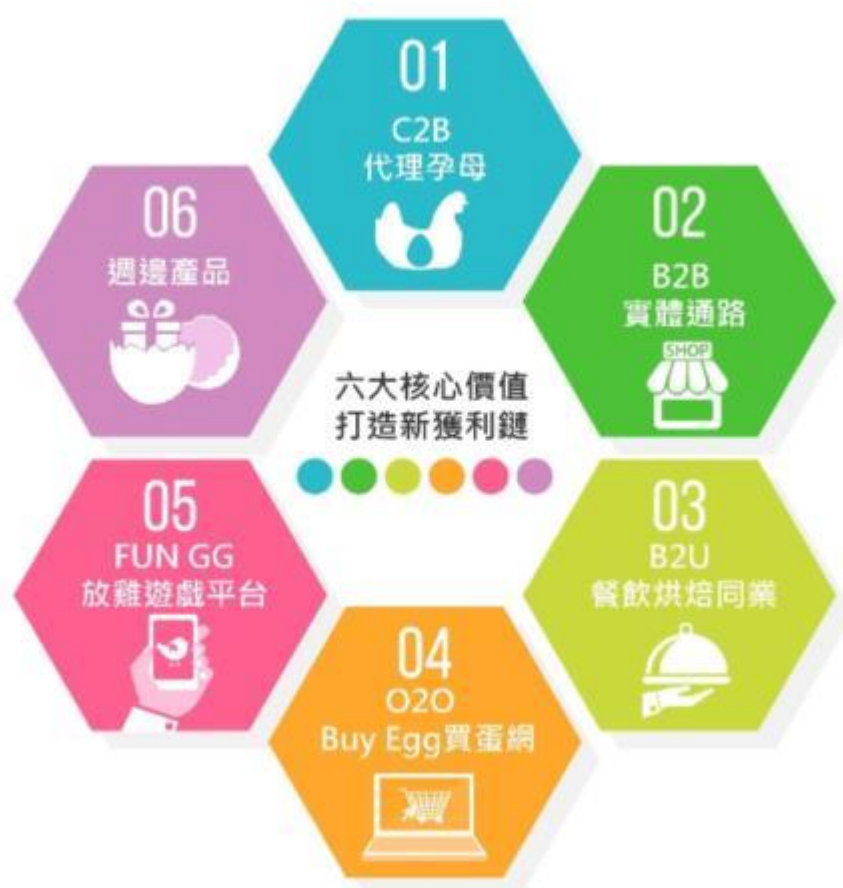 01
C2B
代理孕母
02
B2B
實體通路
SHOP
03
B2U
餐飲烘焙同業
04
O2O
Buy Egg買蛋網
05
FUN GG
放雞遊戲平台
06
週邊產品
六大核心價值
打造新獲利鏈